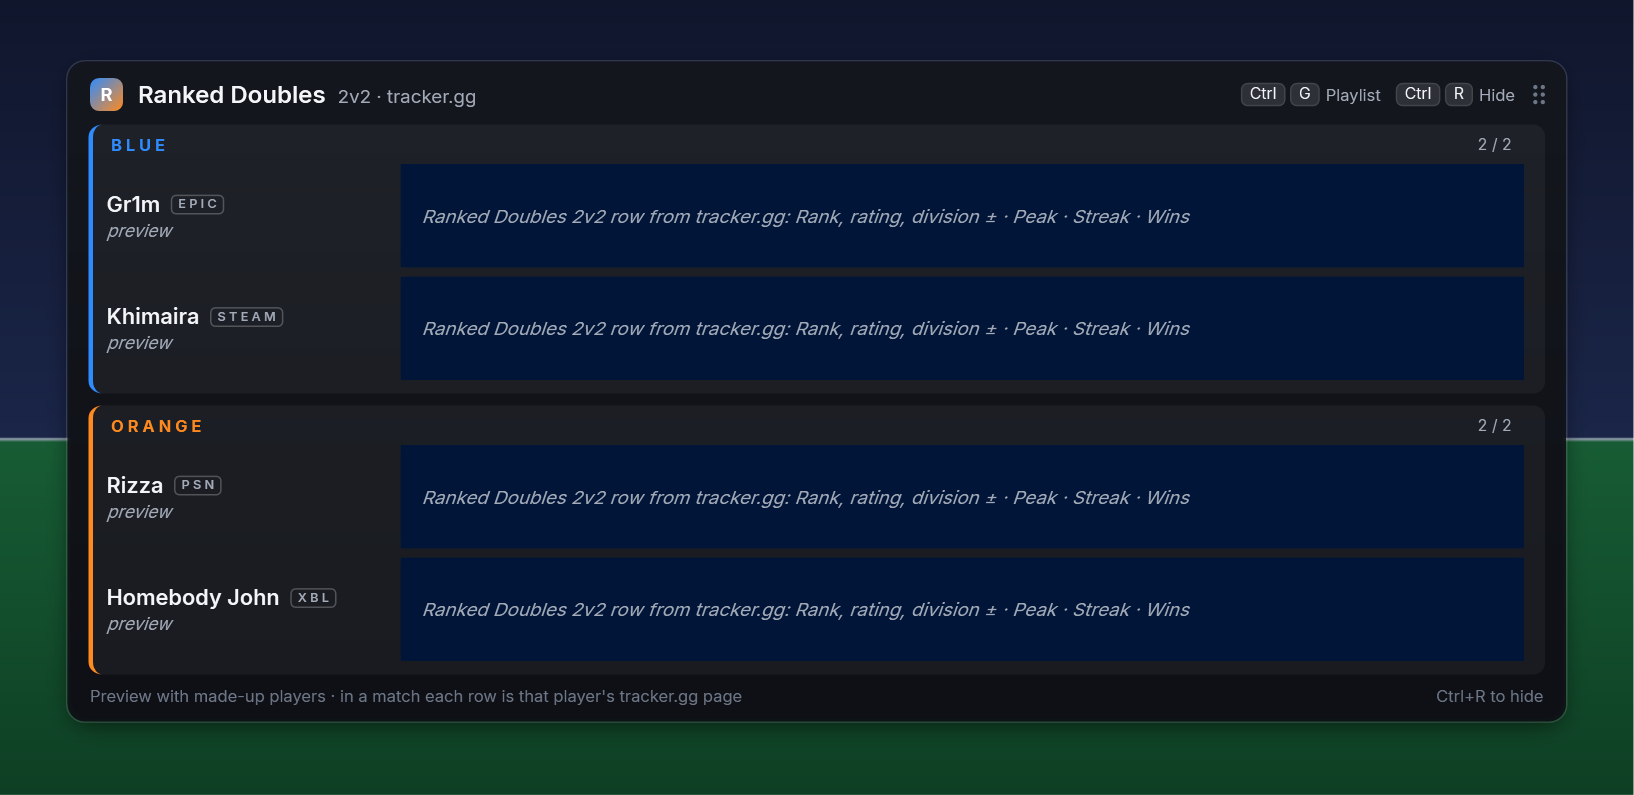 R Ranked Doubles 2v2 · tracker.gg Ctrl G Playlist Ctrl R Hide
BLUE 2 / 2
Gr1m EPIC
preview
Ranked Doubles 2v2 row from tracker.gg: Rank, rating, division ± · Peak · Streak · Wins
Khimaira STEAM
preview
Ranked Doubles 2v2 row from tracker.gg: Rank, rating, division ± · Peak · Streak · Wins
ORANGE 2 / 2
Rizza PSN
preview
Ranked Doubles 2v2 row from tracker.gg: Rank, rating, division ± · Peak · Streak · Wins
Homebody John XBL
preview
Ranked Doubles 2v2 row from tracker.gg: Rank, rating, division ± · Peak · Streak · Wins
Preview with made-up players · in a match each row is that player's tracker.gg page Ctrl+R to hide